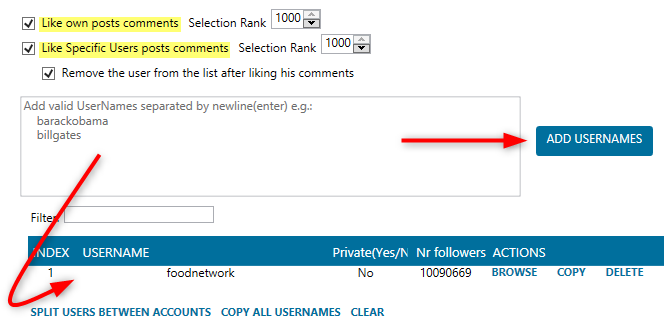 Like own posts comments Selection Rank 1000
Like Specific Users posts comments Selection Rank 1000
Remove the user from the list after liking his comments
Add valid UserNames separated by newline(enter) e.g.:
barackobama
billgates
ADD USERNAMES
Filter:
INDEX USERNAME Private(Yes/N Nr followers ACTIONS
1 foodnetwork No 10090669 BROWSE COPY DELETE
SPLIT USERS BETWEEN ACCOUNTS COPY ALL USERNAMES CLEAR